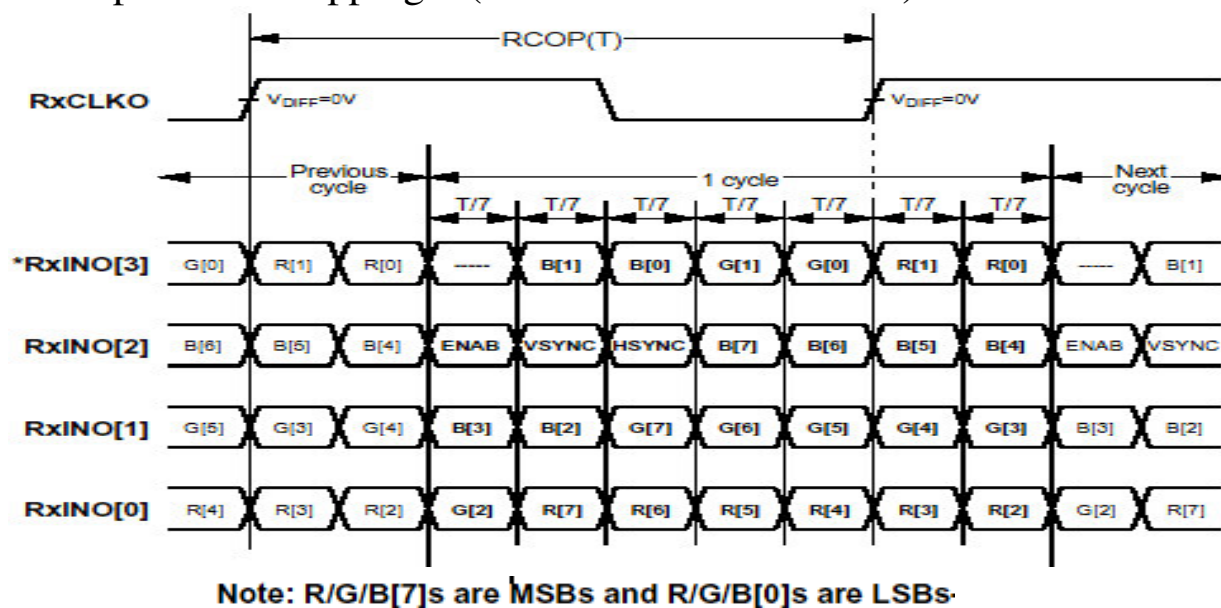 RCOP(T)
RxCLKO VDIFF=0V VDIFF=0V
Previous cycle 1 cycle Next cycle
T/7 T/7 T/7 T/7 T/7 T/7 T/7
*RxINO[3] G[0] R[1] R[0] ----- B[1] B[0] G[1] G[0] R[1] R[0] ----- B[1]
RxINO[2] B[6] B[5] B[4] ENAB VSYNC HSYNC B[7] B[6] B[5] B[4] ENAB VSYNC
RxINO[1] G[5] G[3] G[4] B[3] B[2] G[7] G[6] G[5] G[4] G[3] B[3] B[2]
RxINO[0] R[4] R[3] R[2] G[2] R[7] R[6] R[5] R[4] R[3] R[2] G[2] R[7]
Note: R/G/B[7]s are MSBs and R/G/B[0]s are LSBs